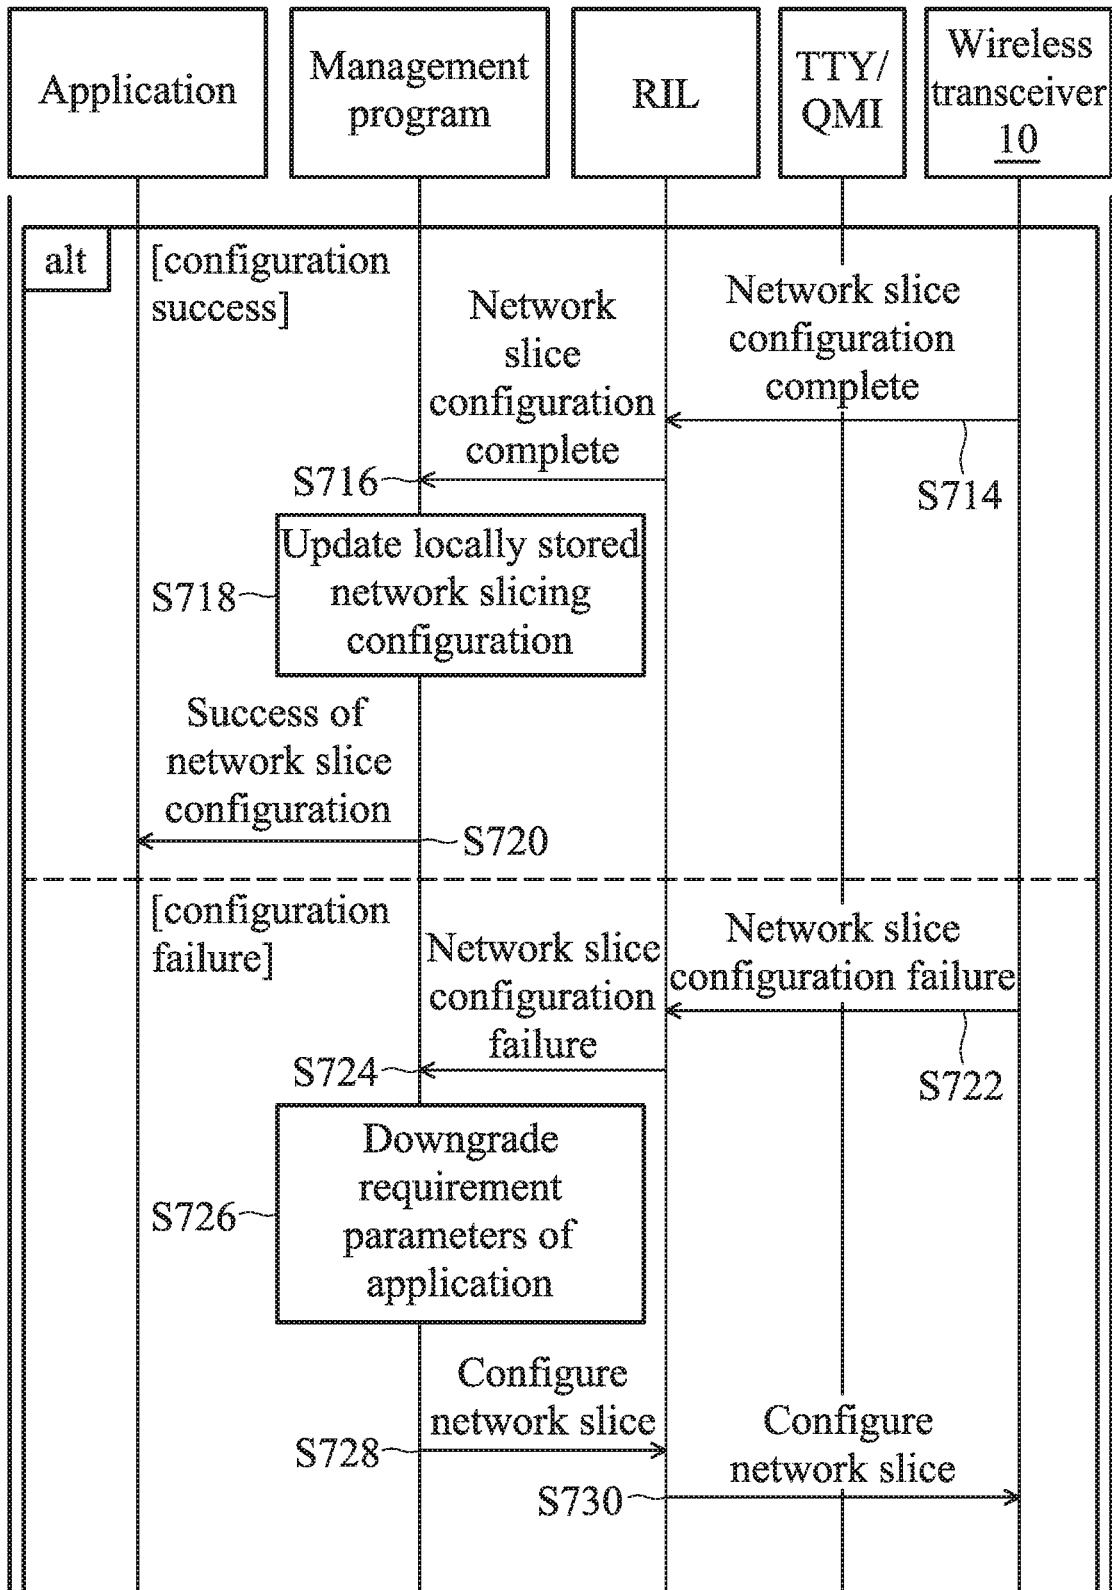 Application
Management
program
RIL
TTY/
QMI
Wireless
transceiver
10
alt
[configuration
success]
Network slice
configuration
complete
S714
Network
slice
configuration
complete
S716
Update locally stored
network slicing
configuration
S718
Success of
network slice
configuration
S720
[configuration
failure]
Network slice
configuration failure
S722
Network slice
configuration
failure
S724
Downgrade
requirement
parameters of
application
S726
Configure
network slice
S728
Configure
network slice
S730